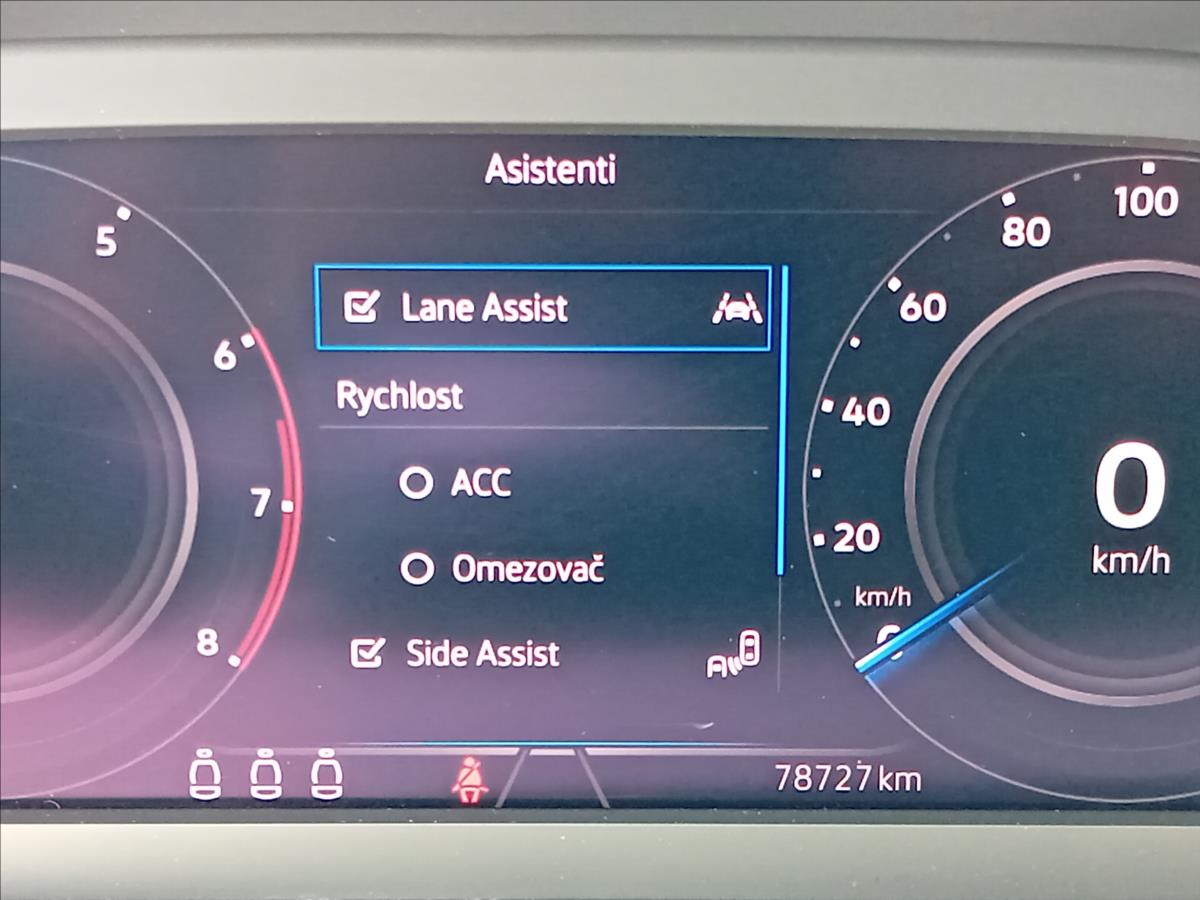 Asistenti
5
6
7
8
Lane Assist
Rychlost
ACC
Omezovač
Side Assist
A
100
80
60
40
20
km/h
0
km/h
78727 km